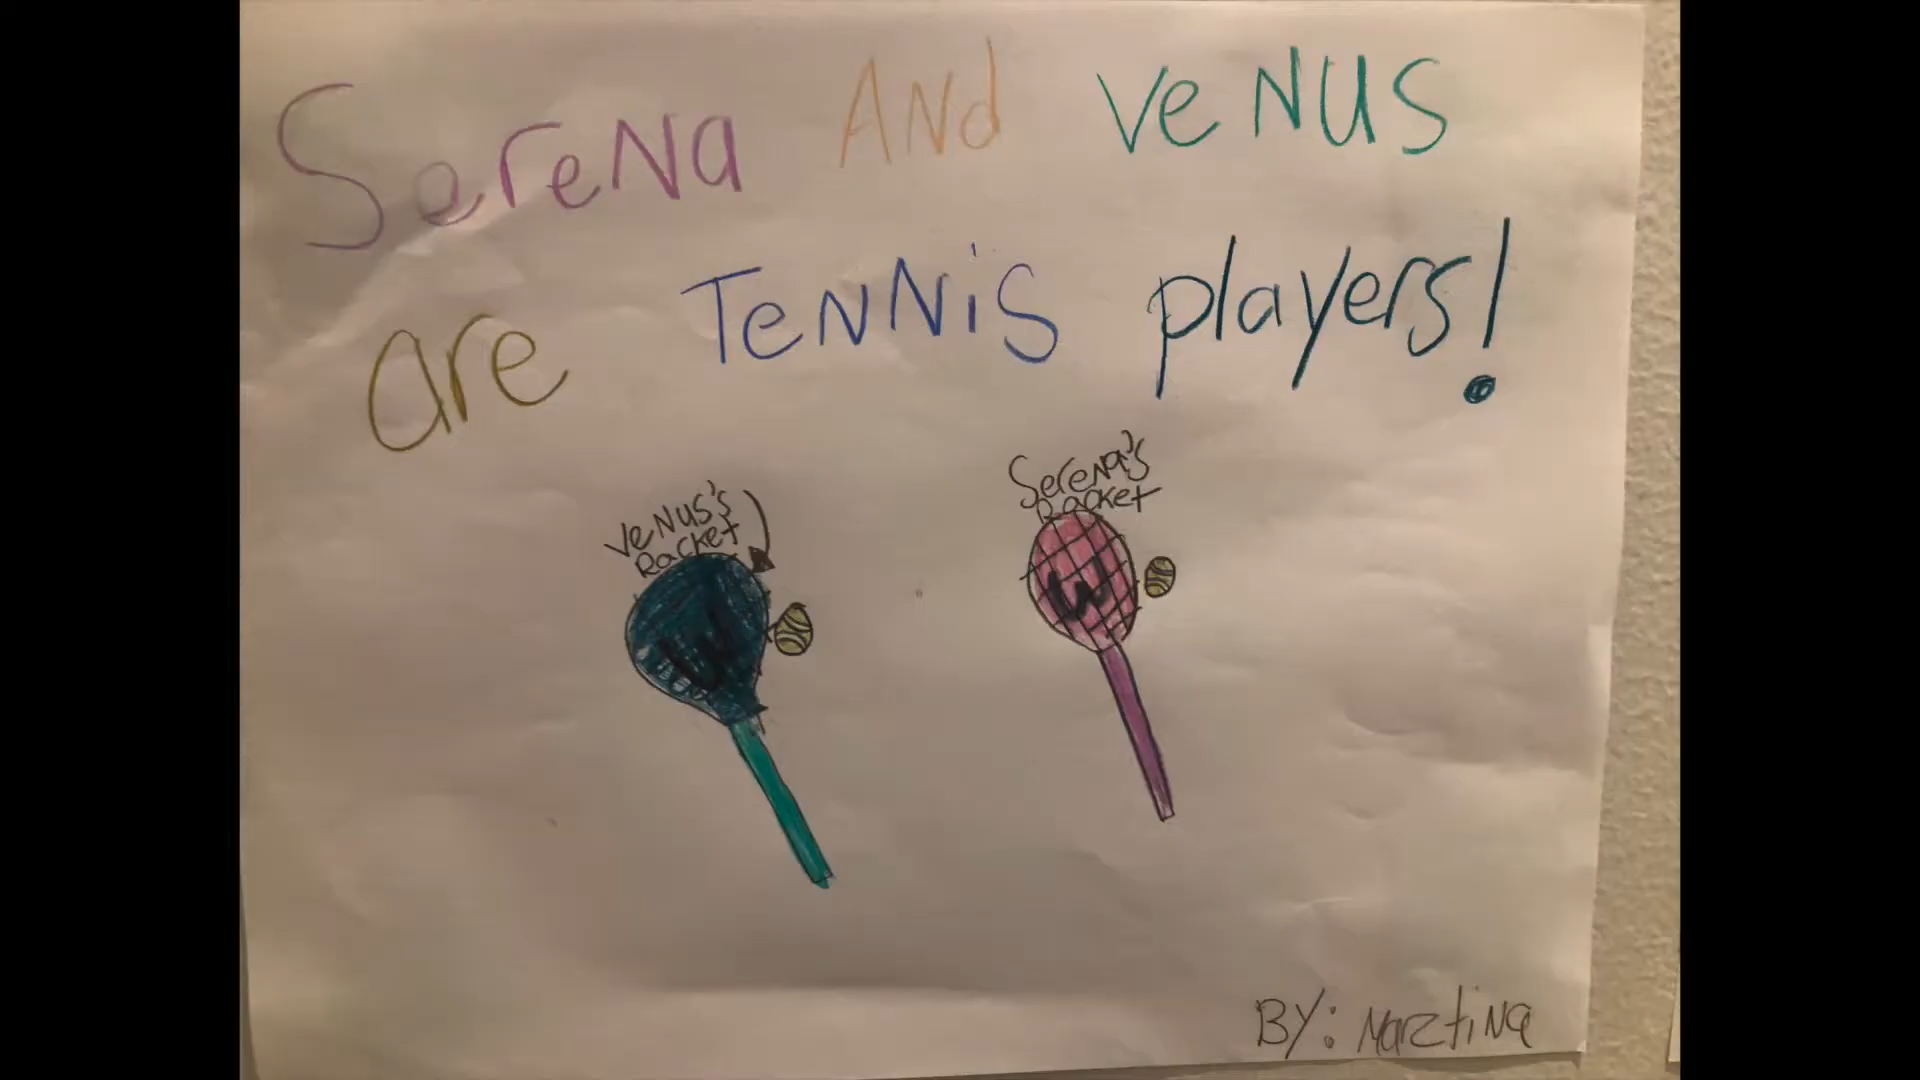 SereNa ANd VeNUS
are TeNNiS players!
VeNUS's
Racket
SereNa's
Racket
W
W
BY: MarTiNa